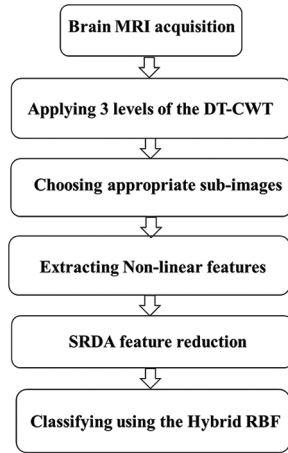 Brain MRI acquisition
Applying 3 levels of the DT-CWT
Choosing appropriate sub-images
Extracting Non-linear features
SRDA feature reduction
Classifying using the Hybrid RBF